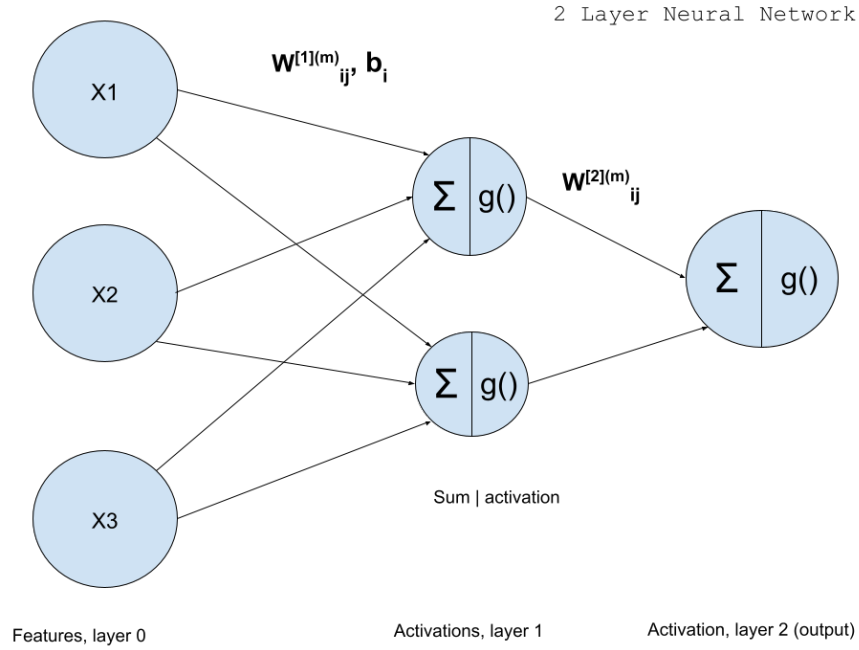 2 Layer Neural Network
X1
W[1](m)ij, bi
Σ g()
W[2](m)ij
X2
Σ g()
Σ g()
Sum | activation
X3
Features, layer 0
Activations, layer 1
Activation, layer 2 (output)